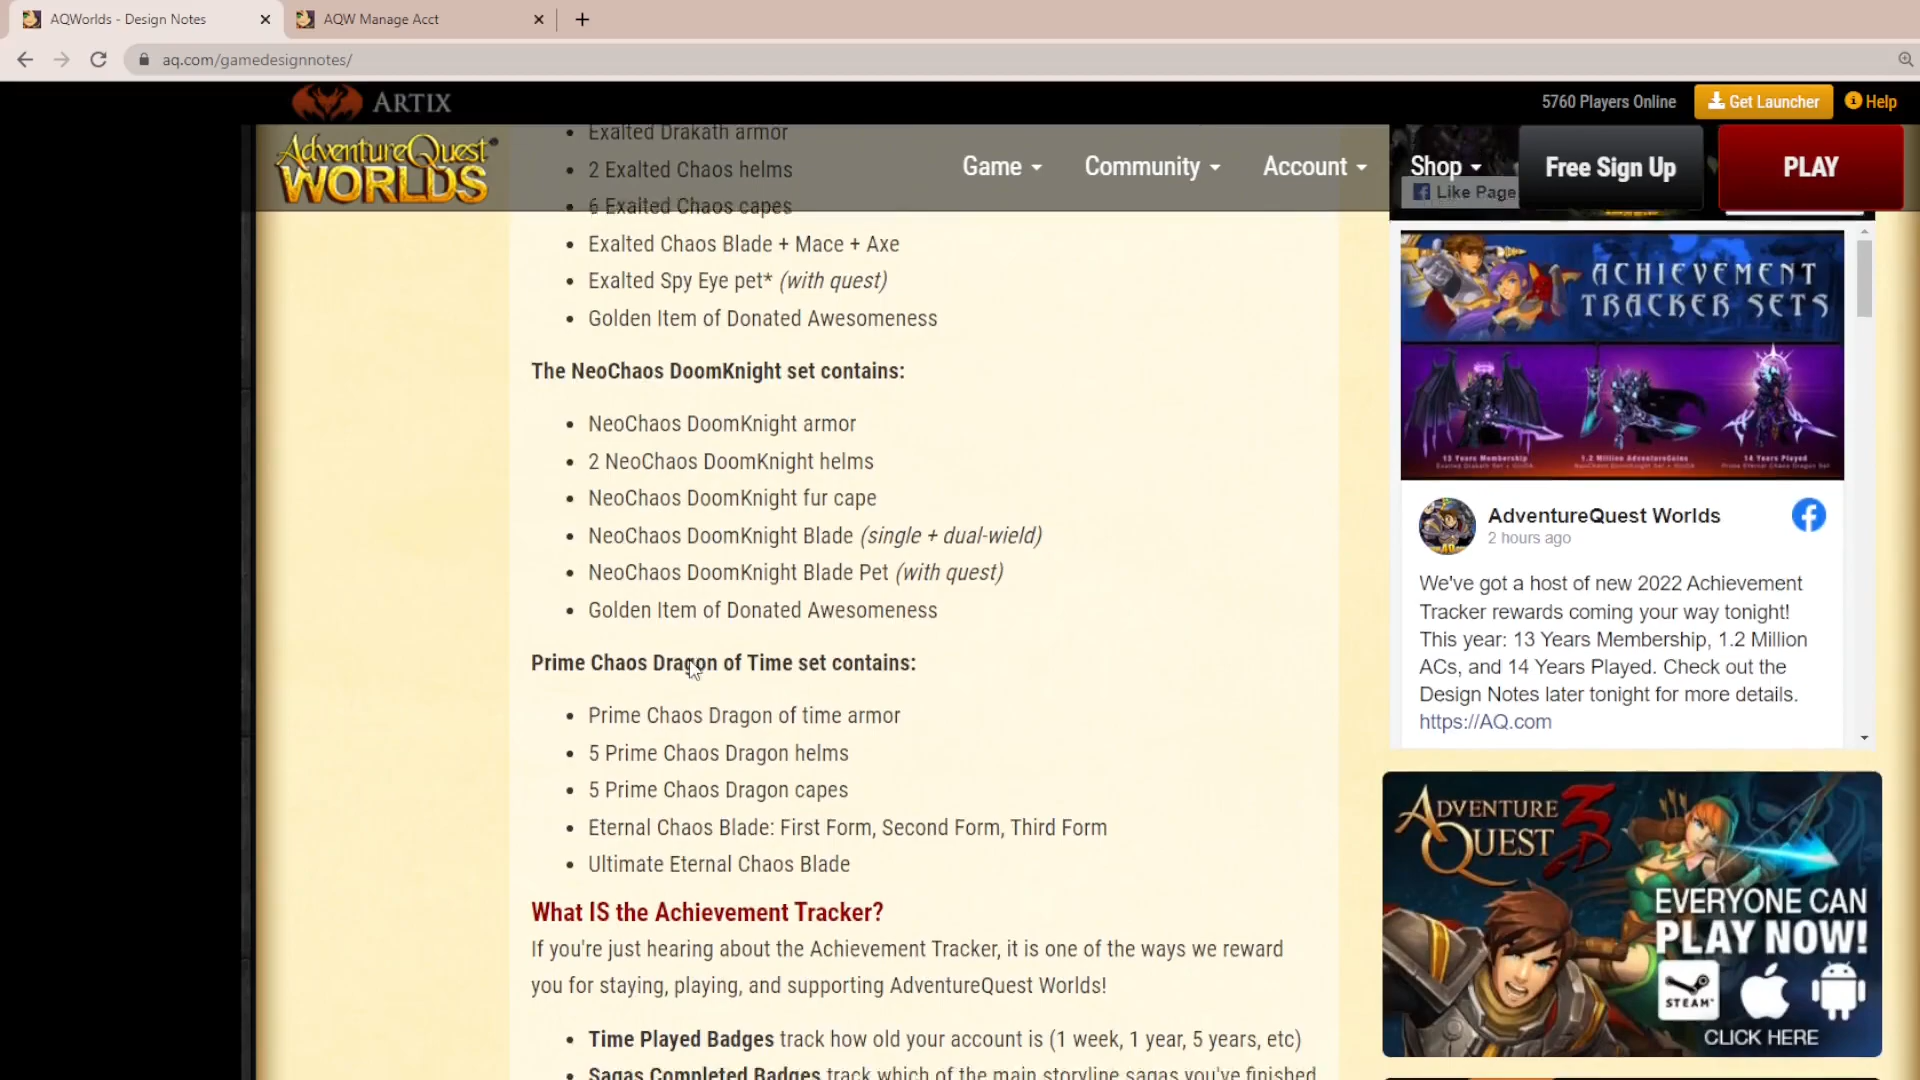 AQWorlds - Design Notes
AQW Manage Acct
aq.com/gamedesignnotes/
ARTIX
5760 Players Online
Get Launcher
Help
AdventureQuest
WORLDS
Game
Community
Account
Shop
Free Sign Up
PLAY
Like Page
• Exalted Drakath armor
• 2 Exalted Chaos helms
• 6 Exalted Chaos capes
• Exalted Chaos Blade + Mace + Axe
• Exalted Spy Eye pet* (with quest)
• Golden Item of Donated Awesomeness
The NeoChaos DoomKnight set contains:
• NeoChaos DoomKnight armor
• 2 NeoChaos DoomKnight helms
• NeoChaos DoomKnight fur cape
• NeoChaos DoomKnight Blade (single + dual-wield)
• NeoChaos DoomKnight Blade Pet (with quest)
• Golden Item of Donated Awesomeness
Prime Chaos Dragon of Time set contains:
• Prime Chaos Dragon of time armor
• 5 Prime Chaos Dragon helms
• 5 Prime Chaos Dragon capes
• Eternal Chaos Blade: First Form, Second Form, Third Form
• Ultimate Eternal Chaos Blade
What IS the Achievement Tracker?
If you're just hearing about the Achievement Tracker, it is one of the ways we reward
you for staying, playing, and supporting AdventureQuest Worlds!
• Time Played Badges track how old your account is (1 week, 1 year, 5 years, etc)
• Sagas Completed Badges track which of the main storyline sagas you've finished
ACHIEVEMENT
TRACKER SETS
13 Years Membership
1.2 Million AdventureCoins
14 Years Played
AdventureQuest Worlds
2 hours ago
We've got a host of new 2022 Achievement
Tracker rewards coming your way tonight!
This year: 13 Years Membership, 1.2 Million
ACs, and 14 Years Played. Check out the
Design Notes later tonight for more details.
https://AQ.com
ADVENTURE
QUEST 3D
EVERYONE CAN
PLAY NOW!
STEAM
CLICK HERE